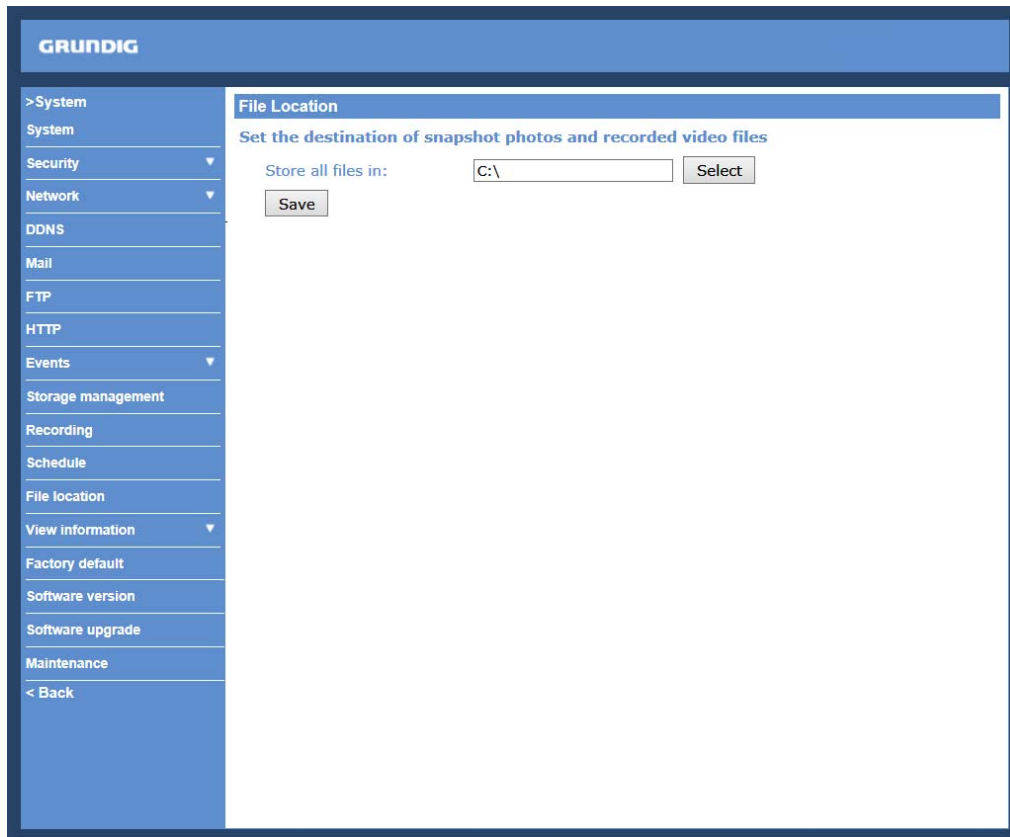 GRUNDIG
>System
System
Security
Network
DDNS
Mail
FTP
HTTP
Events
Storage management
Recording
Schedule
File location
View information
Factory default
Software version
Software upgrade
Maintenance
< Back
File Location
Set the destination of snapshot photos and recorded video files
Store all files in: C:\ Select
Save